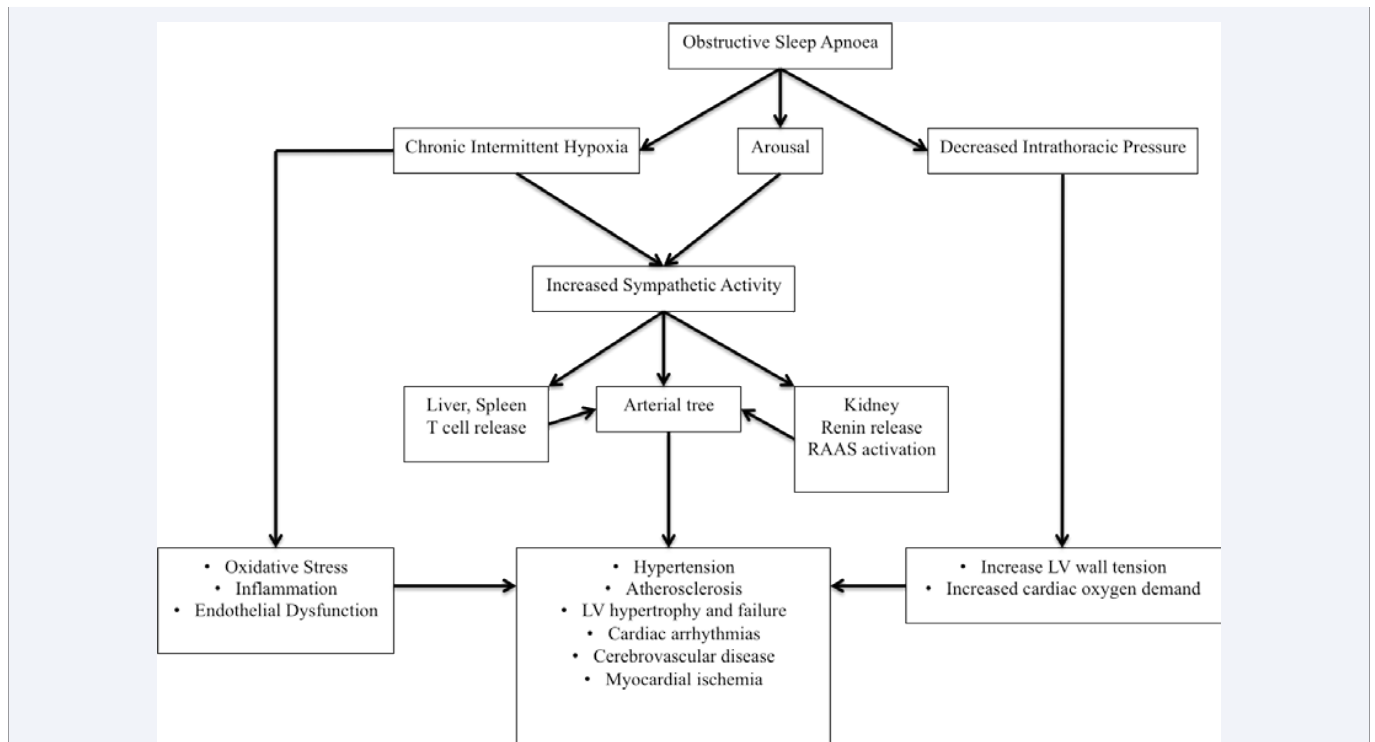 Obstructive Sleep Apnoea
Chronic Intermittent Hypoxia
Arousal
Decreased Intrathoracic Pressure
Increased Sympathetic Activity
Liver, Spleen
T cell release
Arterial tree
Kidney
Renin release
RAAS activation
• Oxidative Stress
• Inflammation
• Endothelial Dysfunction
• Hypertension
• Atherosclerosis
• LV hypertrophy and failure
• Cardiac arrhythmias
• Cerebrovascular disease
• Myocardial ischemia
• Increase LV wall tension
• Increased cardiac oxygen demand